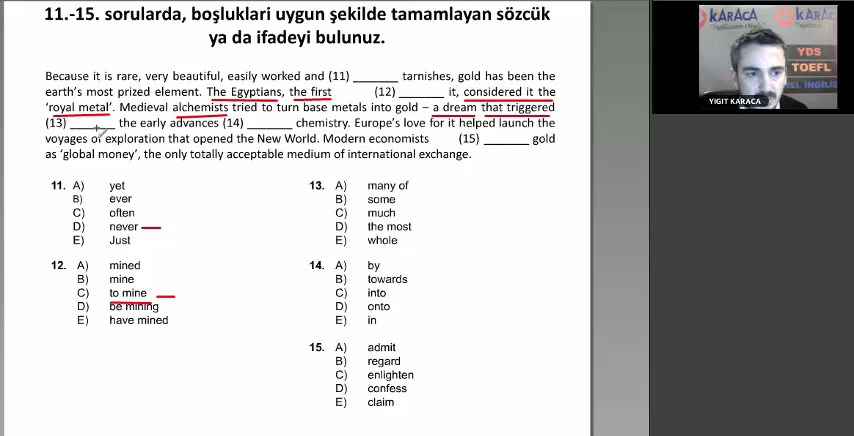 11.-15. sorularda, boşluklari uygun şekilde tamamlayan sözcük
ya da ifadeyi bulunuz.
Because it is rare, very beautiful, easily worked and (11) _______ tarnishes, gold has been the
earth's most prized element. The Egyptians, the first (12) _______ it, considered it the
'royal metal'. Medieval alchemists tried to turn base metals into gold – a dream that triggered
(13) _______ the early advances (14) _______ chemistry. Europe's love for it helped launch the
voyages of exploration that opened the New World. Modern economists (15) _______ gold
as 'global money', the only totally acceptable medium of international exchange.
11. A) yet
B) ever
C) often
D) never
E) Just
12. A) mined
B) mine
C) to mine
D) be mining
E) have mined
13. A) many of
B) some
C) much
D) the most
E) whole
14. A) by
B) towards
C) into
D) onto
E) in
15. A) admit
B) regard
C) enlighten
D) confess
E) claim
KARACA
"İngilizcenin Okulu"
KARAC
YDS
TOEFL
EL İNGİLİZ
YIGIT KARACA